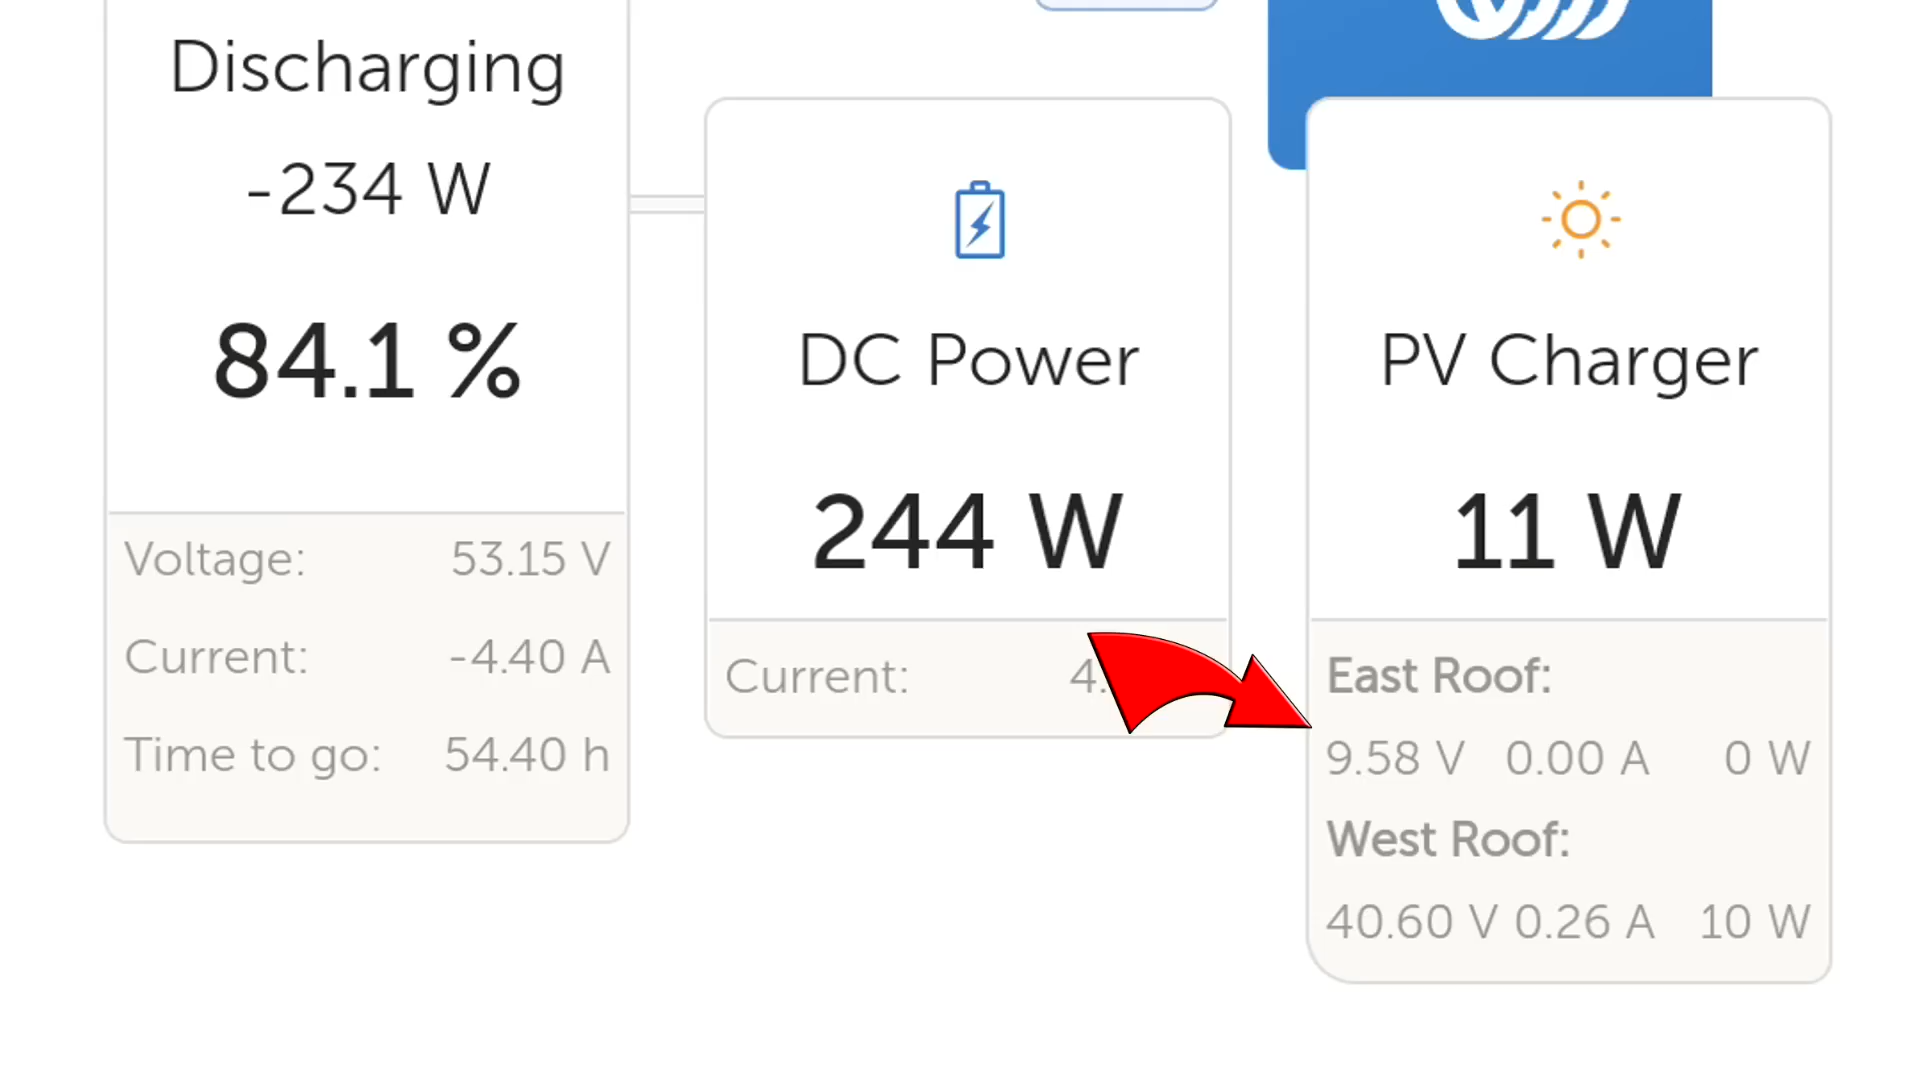 Discharging
-234 W
84.1 %
Voltage: 53.15 V
Current: -4.40 A
Time to go: 54.40 h
DC Power
244 W
Current: 4.
PV Charger
11 W
East Roof:
9.58 V 0.00 A 0 W
West Roof:
40.60 V 0.26 A 10 W